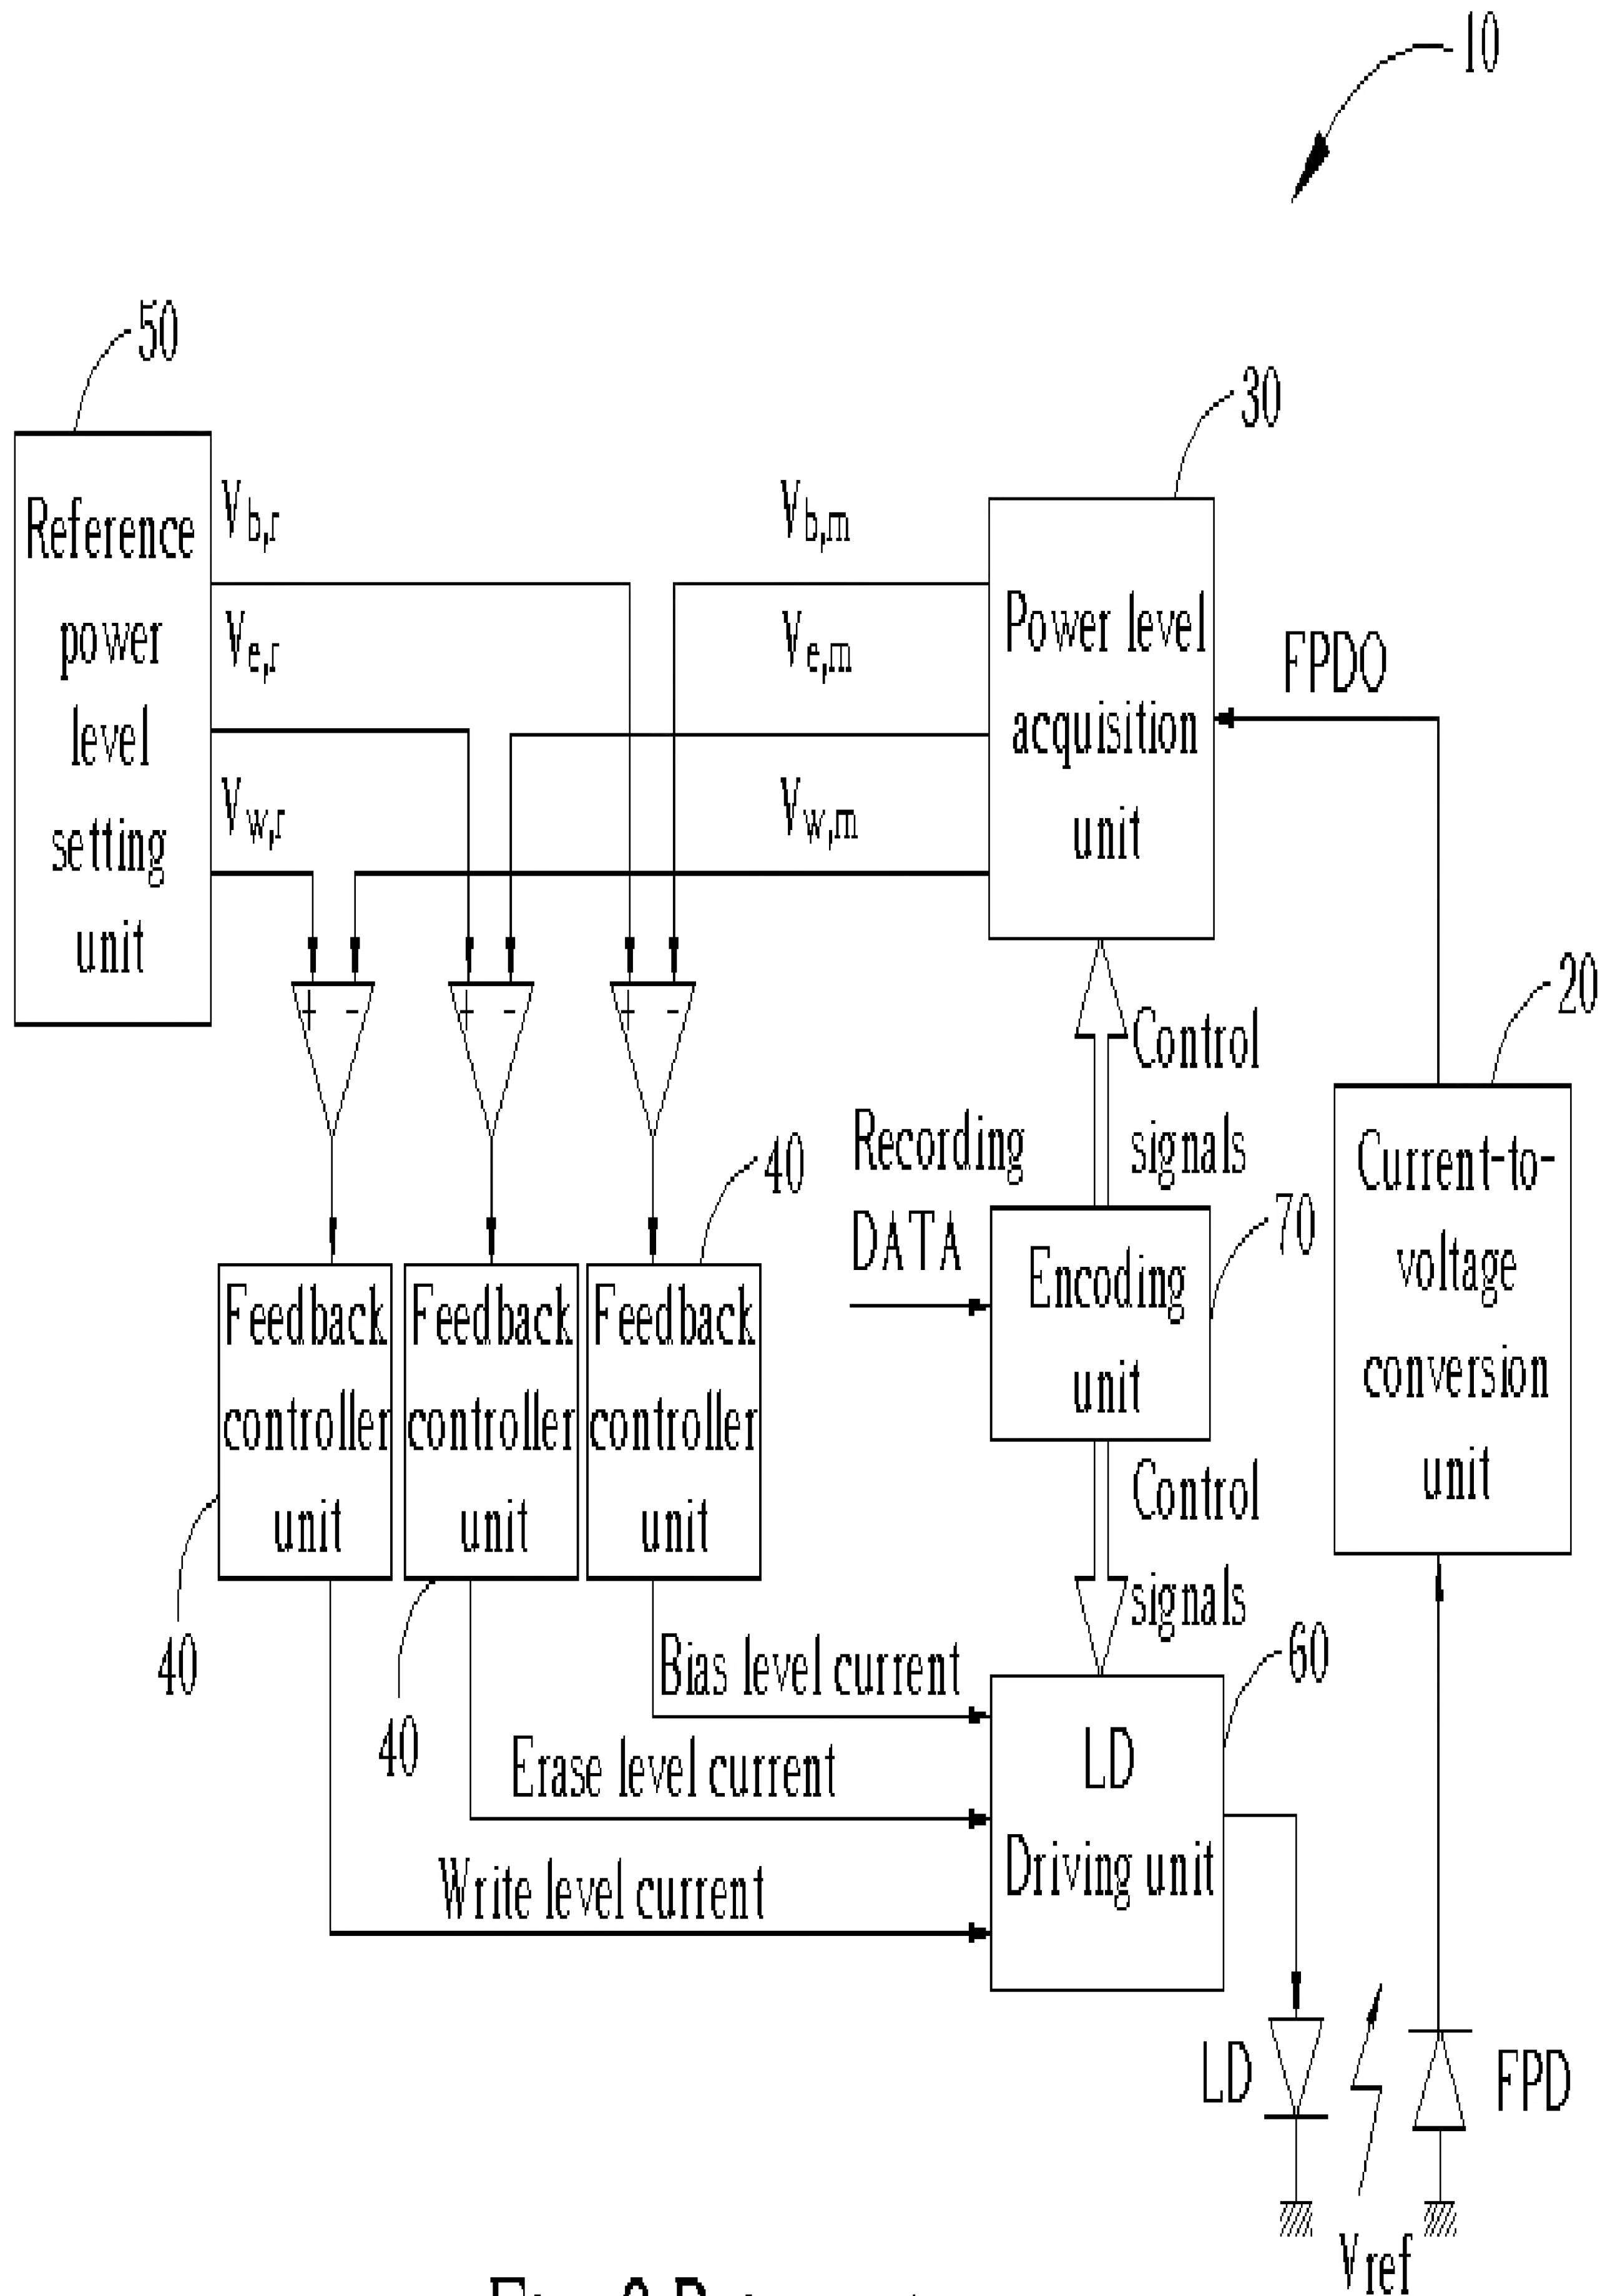 10
50
30
Reference
power
level
setting
unit
Vb,r
Ve,r
Vw,r
Vb,m
Ve,m
Vw,m
Power level
acquisition
unit
FPDO
20
+ -
+ -
+ -
Control
signals
Recording
DATA
40
70
Current-to-
voltage
conversion
unit
Feedback
controller
unit
Feedback
controller
unit
Feedback
controller
unit
Encoding
unit
Control
signals
40
40
60
Bias level current
Erase level current
Write level current
LD
Driving unit
LD
FPD
Vref